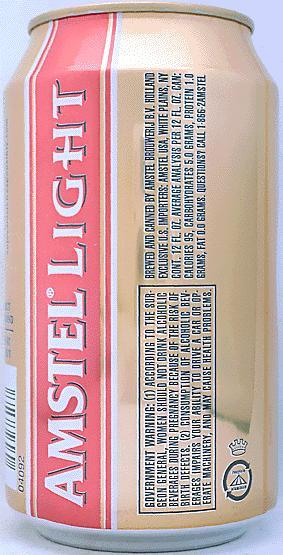 AMSTEL® LIGHT
BREWED AND CANNED BY AMSTEL BROUWERIJ B.V. HOLLAND
EXCLUSIVE U.S. IMPORTERS: AMSTEL USA, WHITE PLAINS, NY
CONT. 12 FL. OZ. AVERAGE ANALYSIS PER 12 FL. OZ. CAN:
CALORIES 95, CARBOHYDRATES 5.0 GRAMS, PROTEIN 1.0
GRAMS, FAT 0.0 GRAMS. QUESTIONS? CALL 1-866-2AMSTEL
GOVERNMENT WARNING: (1) ACCORDING TO THE SUR-
GEON GENERAL, WOMEN SHOULD NOT DRINK ALCOHOLIC
BEVERAGES DURING PREGNANCY BECAUSE OF THE RISK OF
BIRTH DEFECTS. (2) CONSUMPTION OF ALCOHOLIC BEV-
ERAGES IMPAIRS YOUR ABILITY TO DRIVE A CAR OR OP-
ERATE MACHINERY, AND MAY CAUSE HEALTH PROBLEMS.
04092